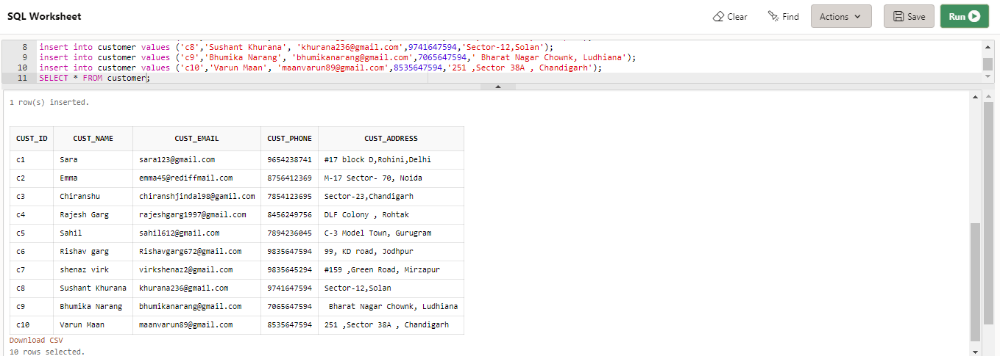 SQL Worksheet Clear Find Actions Save Run
8 insert into customer values ('c8','Sushant Khurana', 'khurana236@gmail.com',9741647594,'Sector-12,Solan');
9 insert into customer values ('c9','Bhumika Narang', 'bhumikanarang@gmail.com',7065647594,' Bharat Nagar Chownk, Ludhiana');
10 insert into customer values ('c10','Varun Maan', 'maanvarun89@gmail.com',8535647594,'251 ,Sector 38A , Chandigarh');
11 SELECT * FROM customer;
1 row(s) inserted.
CUST_ID CUST_NAME CUST_EMAIL CUST_PHONE CUST_ADDRESS
c1 Sara sara123@gmail.com 9654238741 #17 block D,Rohini,Delhi
c2 Emma emma45@rediffmail.com 8756412369 M-17 Sector- 70, Noida
c3 Chiranshu chiranshjindal98@gamil.com 7854123695 Sector-23,Chandigarh
c4 Rajesh Garg rajeshgarg1997@gmail.com 8456249756 DLF Colony , Rohtak
c5 Sahil sahil612@gmail.com 7894236045 C-3 Model Town, Gurugram
c6 Rishav garg Rishavgarg672@gmail.com 9835647594 99, KD road, Jodhpur
c7 shenaz virk virkshenaz2@gmail.com 9835645294 #159 ,Green Road, Mirzapur
c8 Sushant Khurana khurana236@gmail.com 9741647594 Sector-12,Solan
c9 Bhumika Narang bhumikanarang@gmail.com 7065647594 Bharat Nagar Chownk, Ludhiana
c10 Varun Maan maanvarun89@gmail.com 8535647594 251 ,Sector 38A , Chandigarh
Download CSV
10 rows selected.